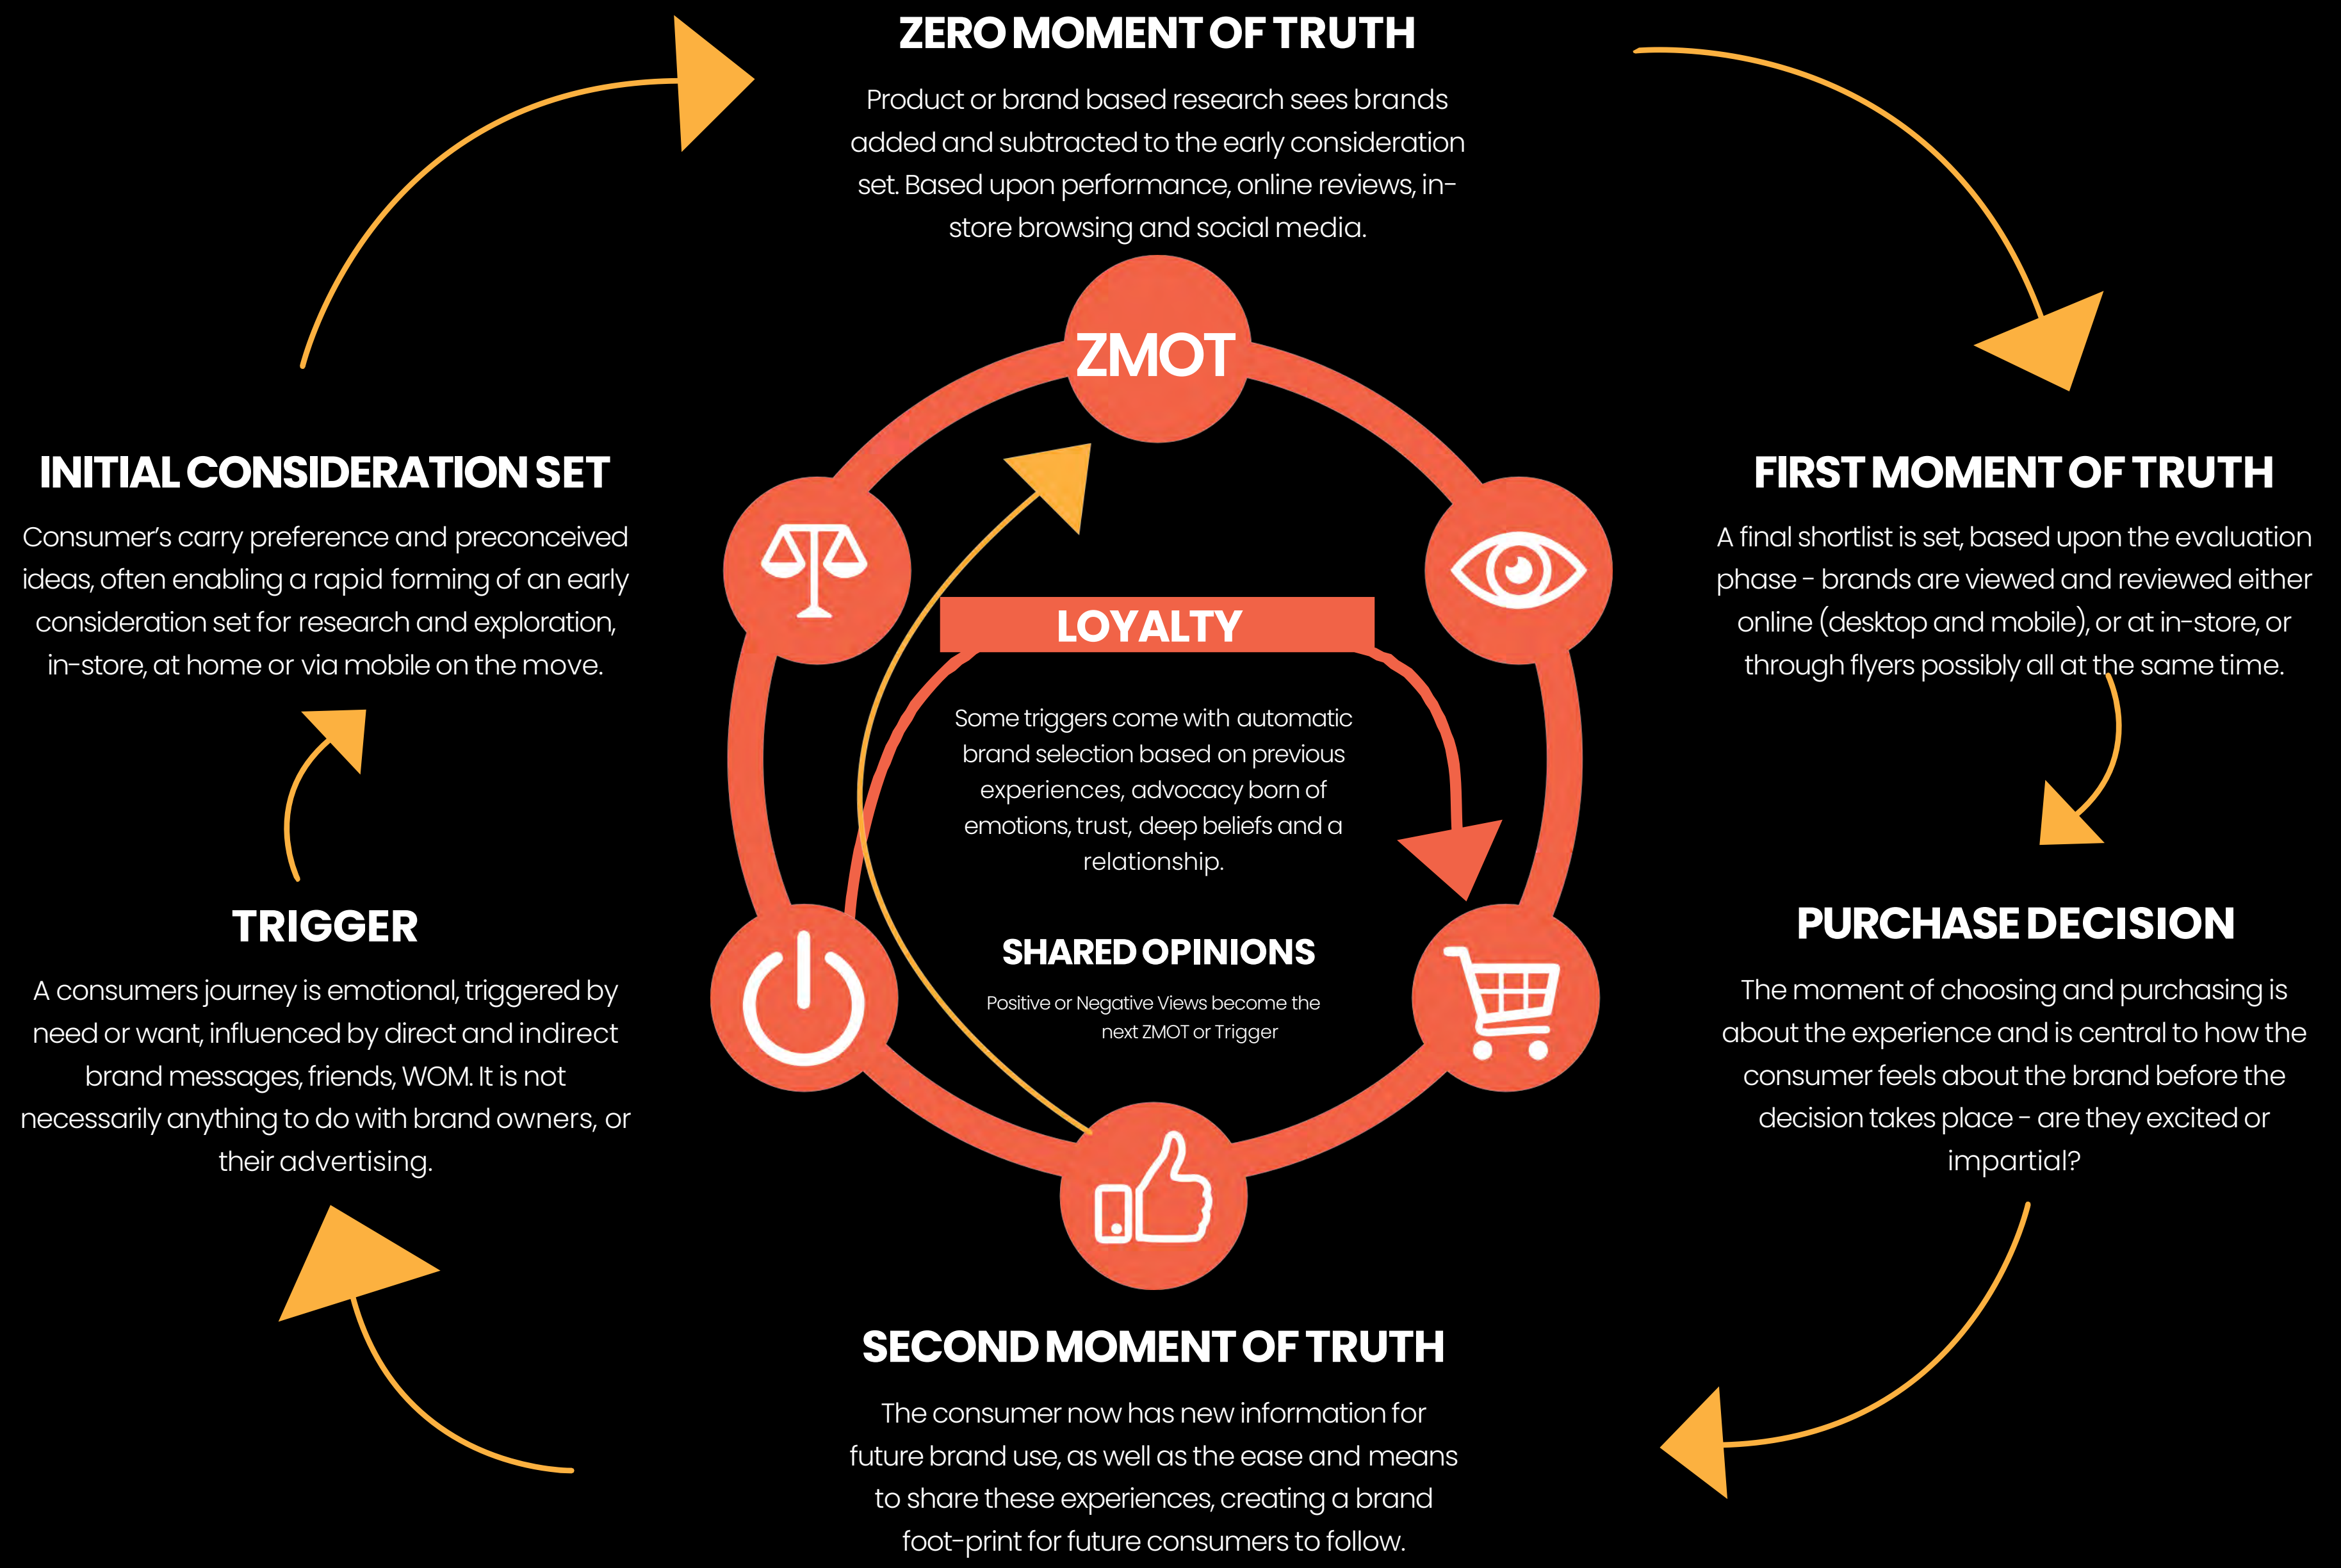 ZERO MOMENT OF TRUTH
Product or brand based research sees brands
added and subtracted to the early consideration
set. Based upon performance, online reviews, in-
store browsing and social media.
ZMOT
INITIAL CONSIDERATION SET
Consumer's carry preference and preconceived
ideas, often enabling a rapid forming of an early
consideration set for research and exploration,
in-store, at home or via mobile on the move.
FIRST MOMENT OF TRUTH
A final shortlist is set, based upon the evaluation
phase - brands are viewed and reviewed either
online (desktop and mobile), or at in-store, or
through flyers possibly all at the same time.
LOYALTY
Some triggers come with automatic
brand selection based on previous
experiences, advocacy born of
emotions, trust, deep beliefs and a
relationship.
SHARED OPINIONS
Positive or Negative Views become the
next ZMOT or Trigger
TRIGGER
A consumers journey is emotional, triggered by
need or want, influenced by direct and indirect
brand messages, friends, WOM. It is not
necessarily anything to do with brand owners, or
their advertising.
PURCHASE DECISION
The moment of choosing and purchasing is
about the experience and is central to how the
consumer feels about the brand before the
decision takes place - are they excited or
impartial?
SECOND MOMENT OF TRUTH
The consumer now has new information for
future brand use, as well as the ease and means
to share these experiences, creating a brand
foot-print for future consumers to follow.